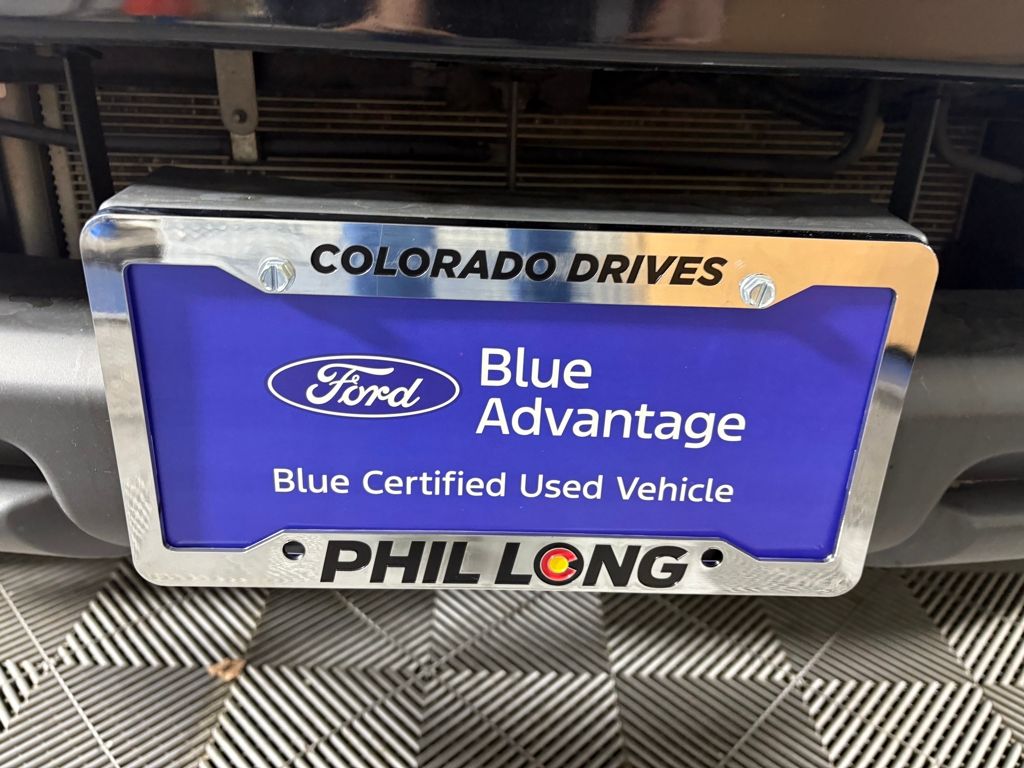 COLORADO DRIVES
Ford
Blue
Advantage
Blue Certified Used Vehicle
PHIL LONG